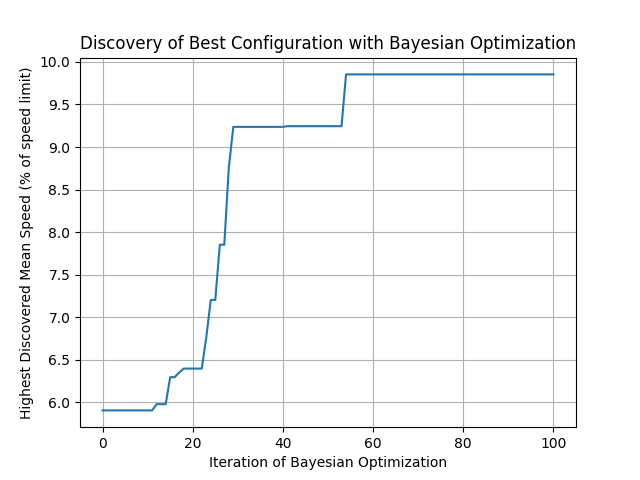 Discovery of Best Configuration with Bayesian Optimization
Highest Discovered Mean Speed (% of speed limit)
10.0
9.5
9.0
8.5
8.0
7.5
7.0
6.5
6.0
0 20 40 60 80 100
Iteration of Bayesian Optimization